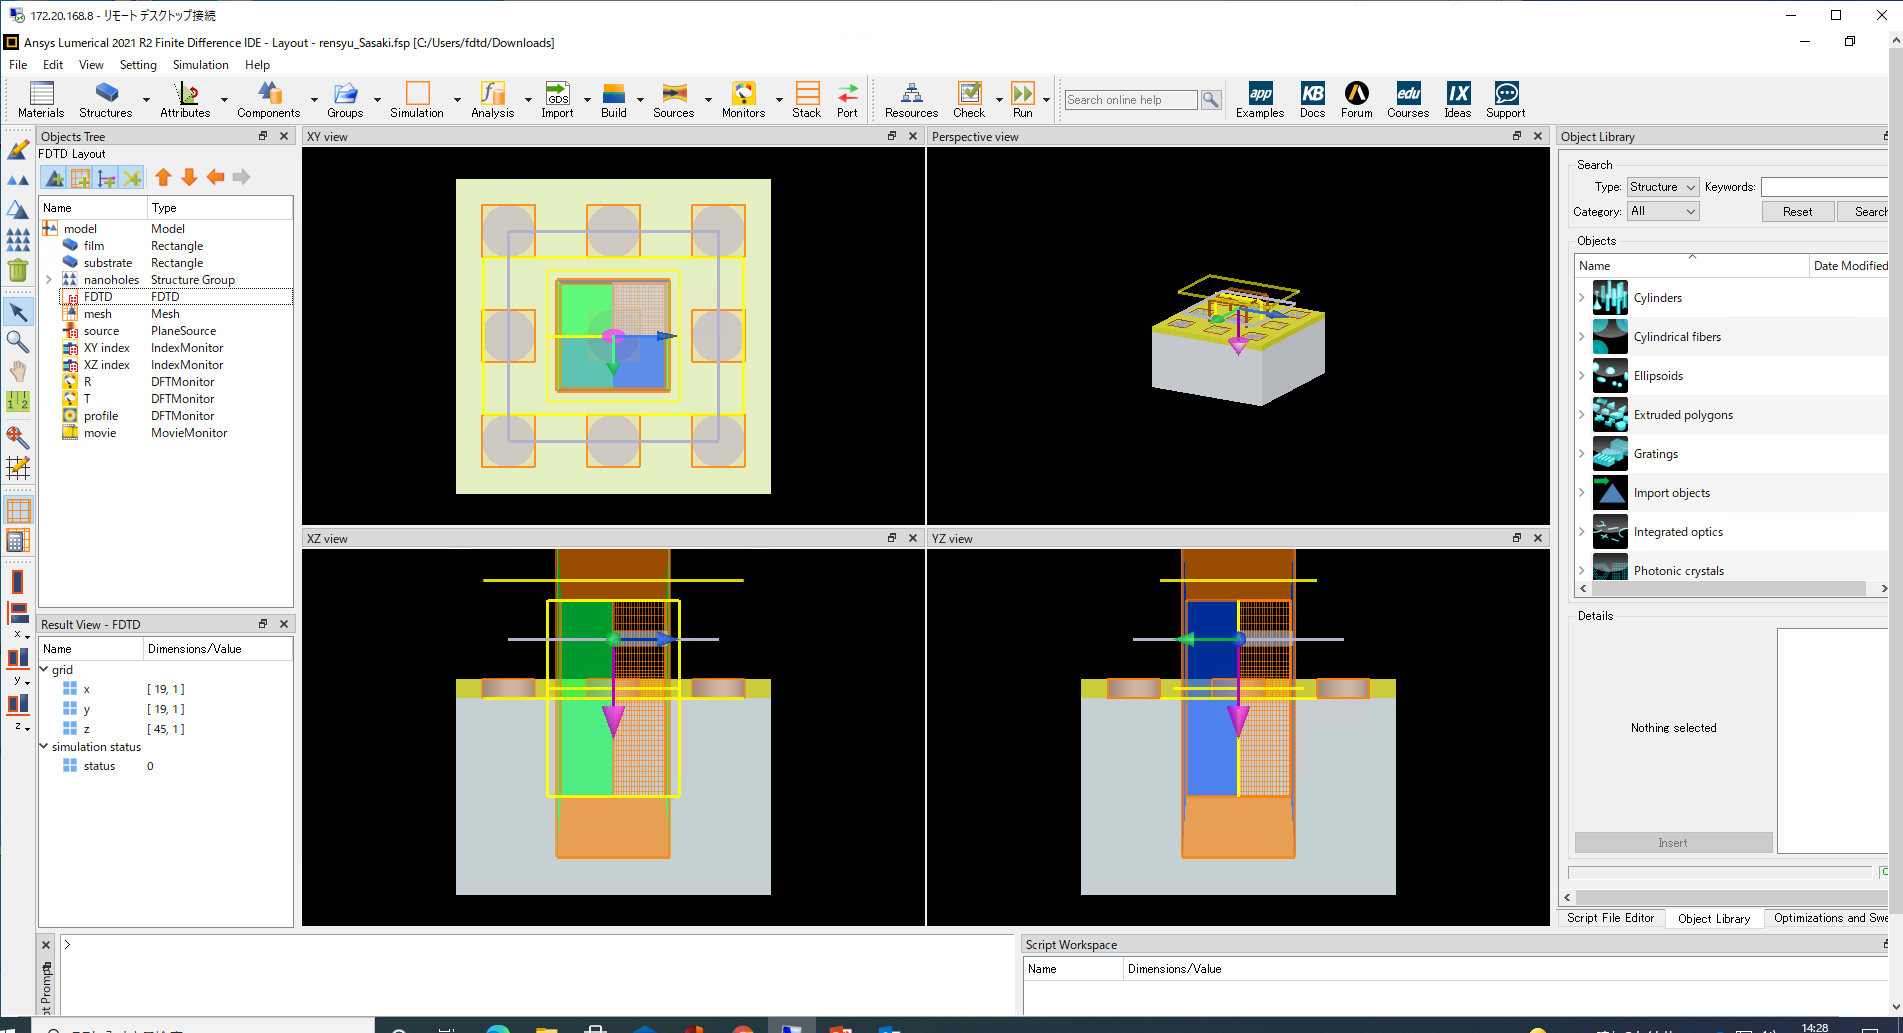 172.20.168.8 - リモート デスクトップ接続
Ansys Lumerical 2021 R2 Finite Difference IDE - Layout - rensyu_Sasaki.fsp [C:/Users/fdtd/Downloads]
File Edit View Setting Simulation Help
Materials Structures Attributes Components Groups Simulation Analysis Import Build Sources Monitors Stack Port Resources Check Run Search online help Examples Docs Forum Courses Ideas Support
GDS
app KB edu IX
Objects Tree
FDTD Layout
Name Type
model Model
film Rectangle
substrate Rectangle
nanoholes Structure Group
FDTD FDTD
mesh Mesh
source PlaneSource
XY index IndexMonitor
XZ index IndexMonitor
R DFTMonitor
T DFTMonitor
profile DFTMonitor
movie MovieMonitor
1 2
x
y
z
Result View - FDTD
Name Dimensions/Value
grid
x [ 19, 1 ]
y [ 19, 1 ]
z [ 45, 1 ]
simulation status
status 0
XY view
Perspective view
XZ view
YZ view
Object Library
Search
Type: Structure Keywords:
Category: All Reset Search
Objects
Name Date Modified
Cylinders
Cylindrical fibers
Ellipsoids
Extruded polygons
Gratings
Import objects
Integrated optics
Photonic crystals
Details
Nothing selected
Insert
Script File Editor Object Library Optimizations and Swe
>
Script Workspace
Name Dimensions/Value
14:28